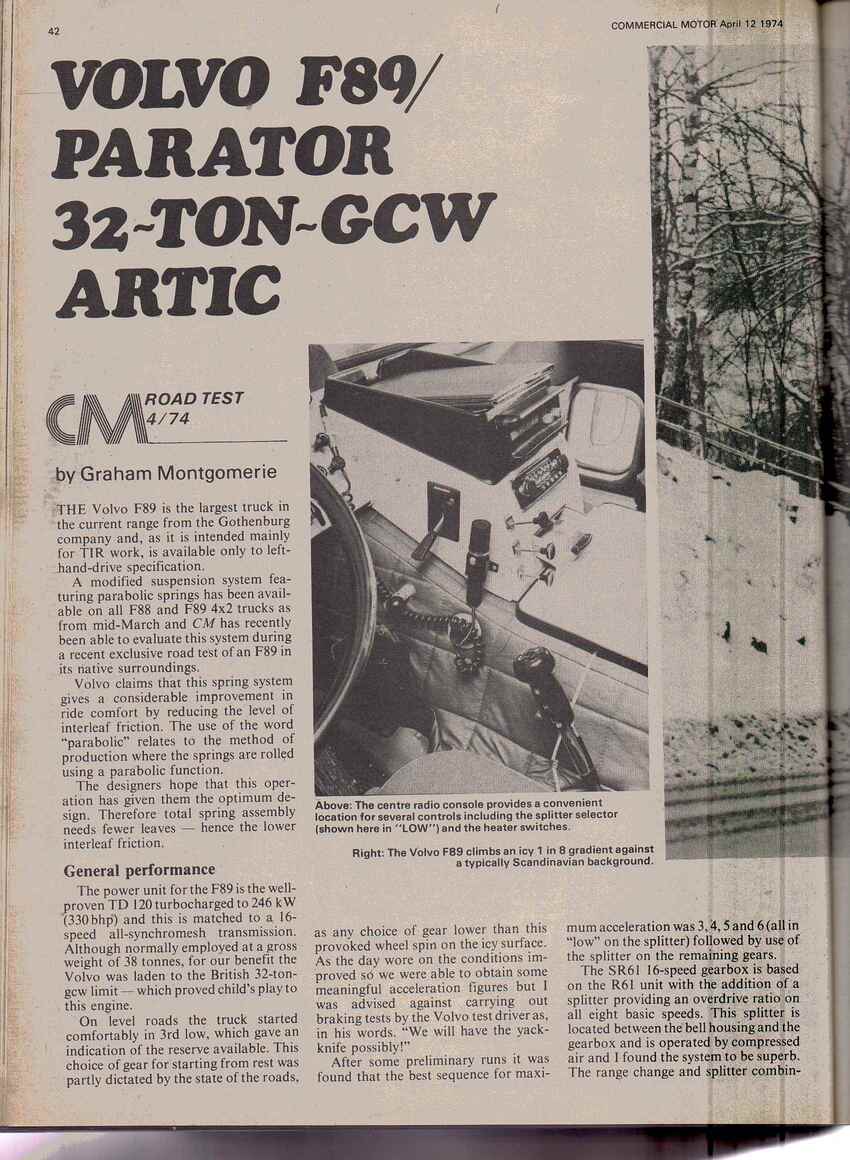 42
COMMERCIAL MOTOR April 12 1974
VOLVO F89/
PARATOR
32-TON-GCW
ARTIC
CM ROAD TEST
4/74
by Graham Montgomerie
THE Volvo F89 is the largest truck in
the current range from the Gothenburg
company and, as it is intended mainly
for TIR work, is available only to left-
hand-drive specification.
A modified suspension system fea-
turing parabolic springs has been avail-
able on all F88 and F89 4x2 trucks as
from mid-March and CM has recently
been able to evaluate this system during
a recent exclusive road test of an F89 in
its native surroundings.
Volvo claims that this spring system
gives a considerable improvement in
ride comfort by reducing the level of
interleaf friction. The use of the word
“parabolic” relates to the method of
production where the springs are rolled
using a parabolic function.
The designers hope that this oper-
ation has given them the optimum de-
sign. Therefore total spring assembly
needs fewer leaves — hence the lower
interleaf friction.
General performance
The power unit for the F89 is the well-
proven TD 120 turbocharged to 246 kW
(330 bhp) and this is matched to a 16-
speed all-synchromesh transmission.
Although normally employed at a gross
weight of 38 tonnes, for our benefit the
Volvo was laden to the British 32-ton-
gcw limit — which proved child's play to
this engine.
On level roads the truck started
comfortably in 3rd low, which gave an
indication of the reserve available. This
choice of gear for starting from rest was
partly dictated by the state of the roads,
Above: The centre radio console provides a convenient
location for several controls including the splitter selector
(shown here in “LOW”) and the heater switches.
Right: The Volvo F89 climbs an icy 1 in 8 gradient against
a typically Scandinavian background.
as any choice of gear lower than this
provoked wheel spin on the icy surface.
As the day wore on the conditions im-
proved so we were able to obtain some
meaningful acceleration figures but I
was advised against carrying out
braking tests by the Volvo test driver as,
in his words. “We will have the yack-
knife possibly!”
After some preliminary runs it was
found that the best sequence for maxi-
mum acceleration was 3, 4, 5 and 6 (all in
“low” on the splitter) followed by use of
the splitter on the remaining gears.
The SR61 16-speed gearbox is based
on the R61 unit with the addition of a
splitter providing an overdrive ratio on
all eight basic speeds. This splitter is
located between the bell housing and the
gearbox and is operated by compressed
air and I found the system to be superb.
The range change and splitter combin-